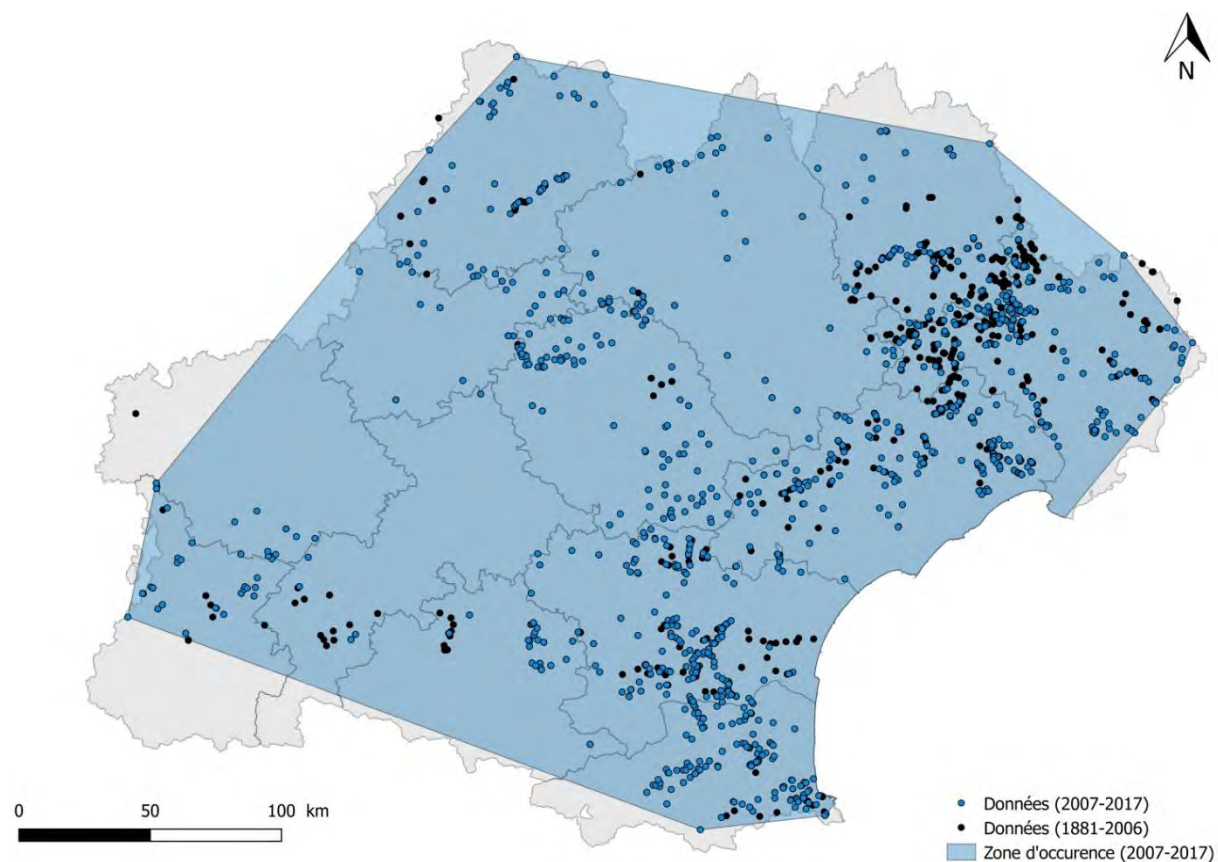 N
0 50 100 km
Données (2007-2017)
Données (1881-2006)
Zone d'occurence (2007-2017)